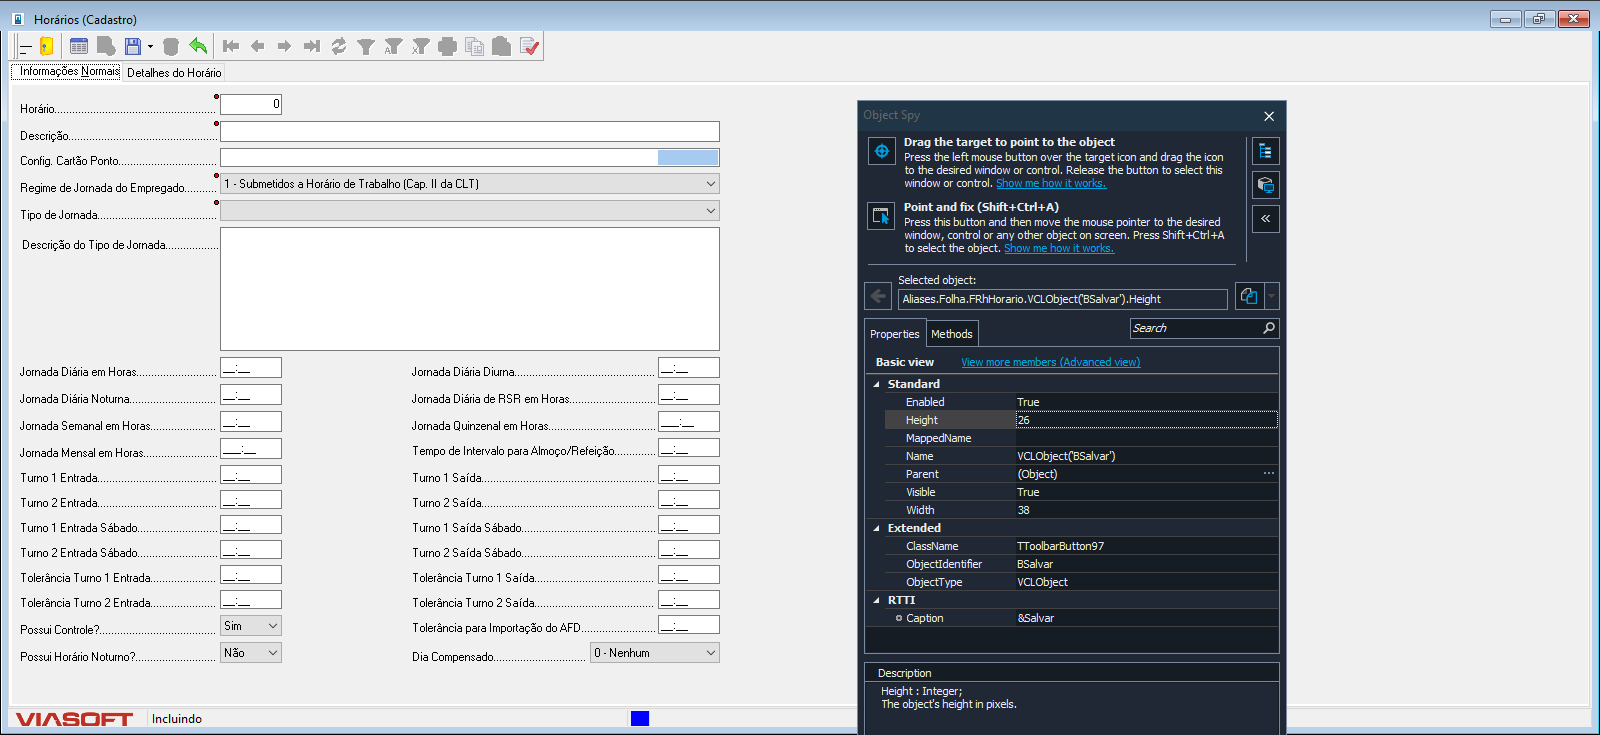 Horários (Cadastro)
Informações Normais
Detalhes do Horário
Horário
0
Descrição
Config. Cartão Ponto
Regime de Jornada do Empregado
1 - Submetidos a Horário de Trabalho (Cap. II da CLT)
Tipo de Jornada
Descrição do Tipo de Jornada
Jornada Diária em Horas
__:__
Jornada Diária Diurna
__:__
Jornada Diária Noturna
__:__
Jornada Diária de RSR em Horas
__:__
Jornada Semanal em Horas
__:__
Jornada Quinzenal em Horas
___:__
Jornada Mensal em Horas
___:__
Tempo de Intervalo para Almoço/Refeição
__:__
Turno 1 Entrada
__:__
Turno 1 Saída
__:__
Turno 2 Entrada
__:__
Turno 2 Saída
__:__
Turno 1 Entrada Sábado
__:__
Turno 1 Saída Sábado
__:__
Turno 2 Entrada Sábado
__:__
Turno 2 Saída Sábado
__:__
Tolerância Turno 1 Entrada
__:__
Tolerância Turno 1 Saída
__:__
Tolerância Turno 2 Entrada
__:__
Tolerância Turno 2 Saída
__:__
Possui Controle?
Sim
Tolerância para Importação do AFD
__:__
Possui Horário Noturno?
Não
Dia Compensado
0 - Nenhum
VIASOFT
Incluindo
Object Spy
Drag the target to point to the object
Press the left mouse button over the target icon and drag the icon
to the desired window or control. Release the button to select this
window or control. Show me how it works.
Point and fix (Shift+Ctrl+A)
Press this button and then move the mouse pointer to the desired
window, control or any other object on screen. Press Shift+Ctrl+A
to select the object. Show me how it works.
Selected object:
Aliases.Folha.FRhHorario.VCLObject('BSalvar').Height
Properties
Methods
Search
Basic view
View more members (Advanced view)
Standard
Enabled True
Height 26
MappedName
Name VCLObject('BSalvar')
Parent (Object) ...
Visible True
Width 38
Extended
ClassName TToolbarButton97
ObjectIdentifier BSalvar
ObjectType VCLObject
RTTI
Caption &Salvar
Description
Height : Integer;
The object's height in pixels.